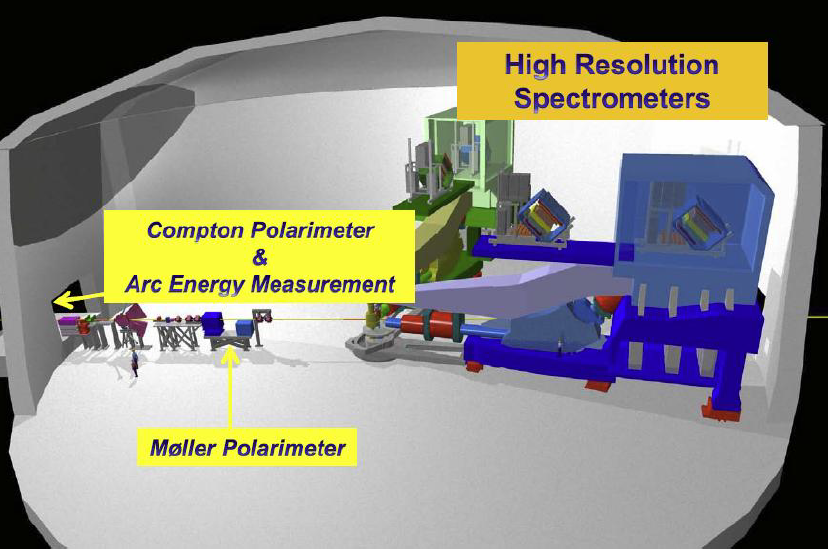 High Resolution
Spectrometers
Compton Polarimeter
&
Arc Energy Measurement
Møller Polarimeter